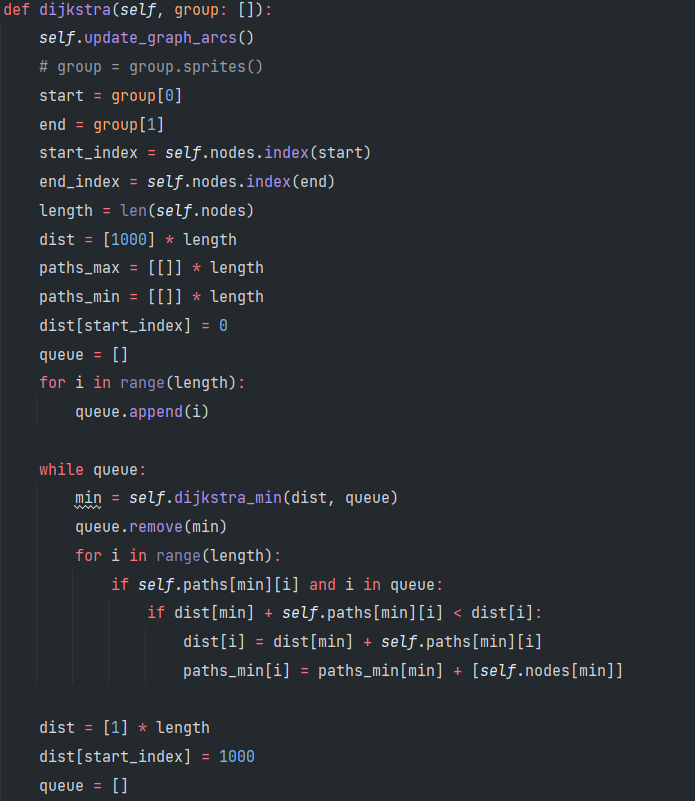 def dijkstra(self, group: []):
    self.update_graph_arcs()
    # group = group.sprites()
    start = group[0]
    end = group[1]
    start_index = self.nodes.index(start)
    end_index = self.nodes.index(end)
    length = len(self.nodes)
    dist = [1000] * length
    paths_max = [[]] * length
    paths_min = [[]] * length
    dist[start_index] = 0
    queue = []
    for i in range(length):
        queue.append(i)

    while queue:
        min = self.dijkstra_min(dist, queue)
        queue.remove(min)
        for i in range(length):
            if self.paths[min][i] and i in queue:
                if dist[min] + self.paths[min][i] < dist[i]:
                    dist[i] = dist[min] + self.paths[min][i]
                    paths_min[i] = paths_min[min] + [self.nodes[min]]

    dist = [1] * length
    dist[start_index] = 1000
    queue = []